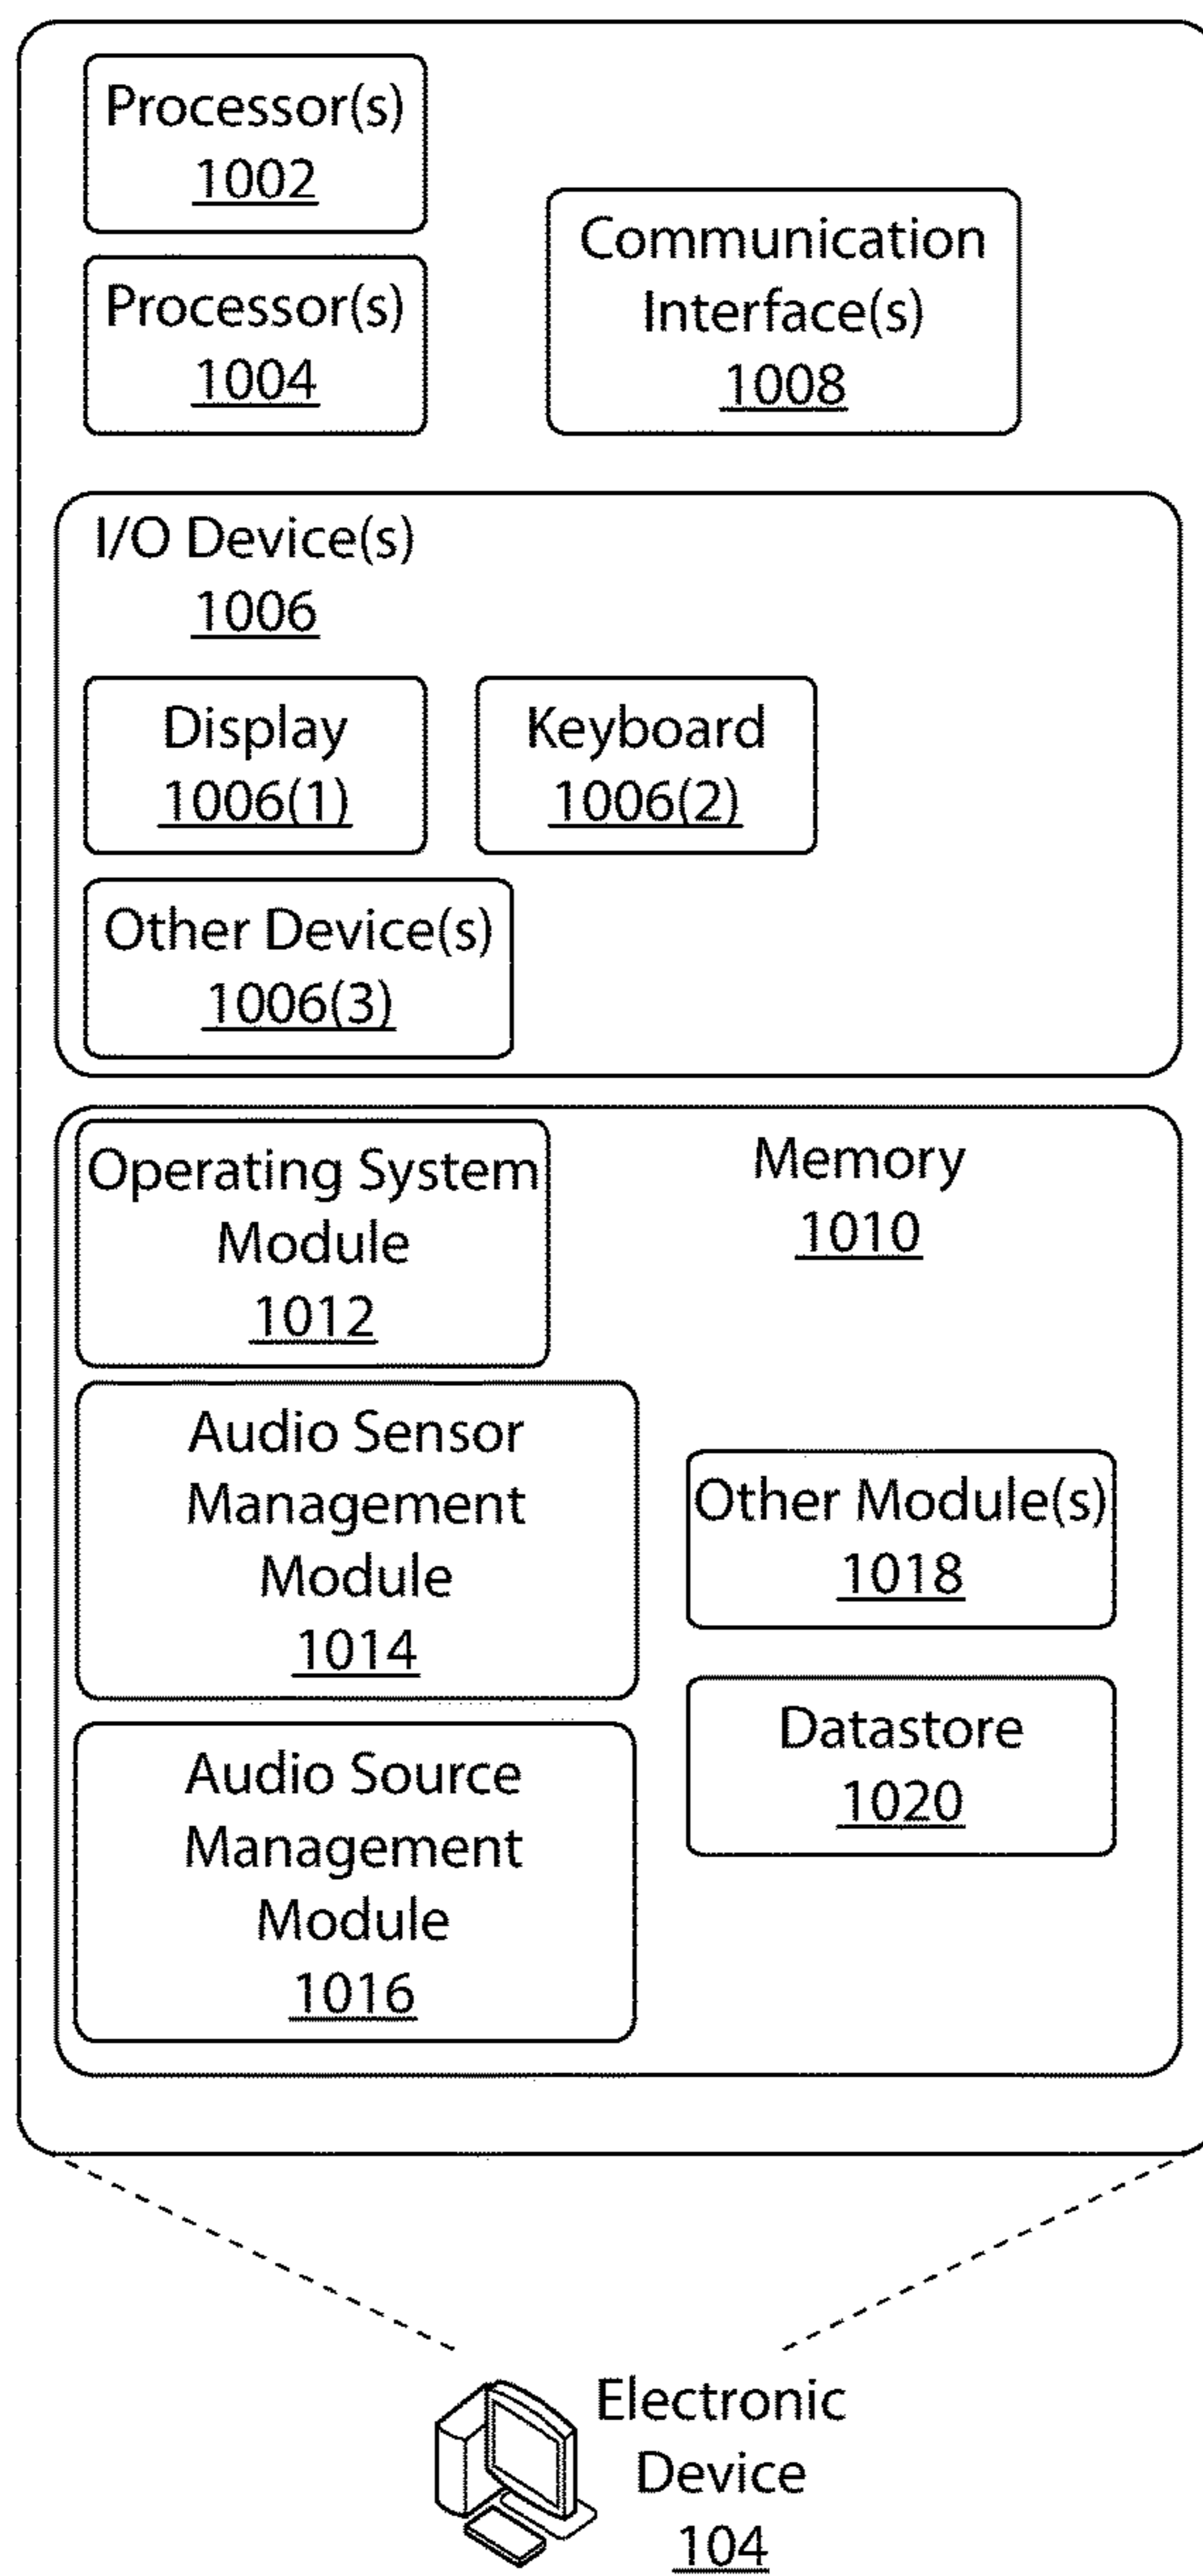 Processor(s)
1002
Processor(s)
1004
Communication
Interface(s)
1008
I/O Device(s)
1006
Display
1006(1)
Keyboard
1006(2)
Other Device(s)
1006(3)
Operating System
Module
1012
Memory
1010
Audio Sensor
Management
Module
1014
Other Module(s)
1018
Audio Source
Management
Module
1016
Datastore
1020
Electronic
Device
104